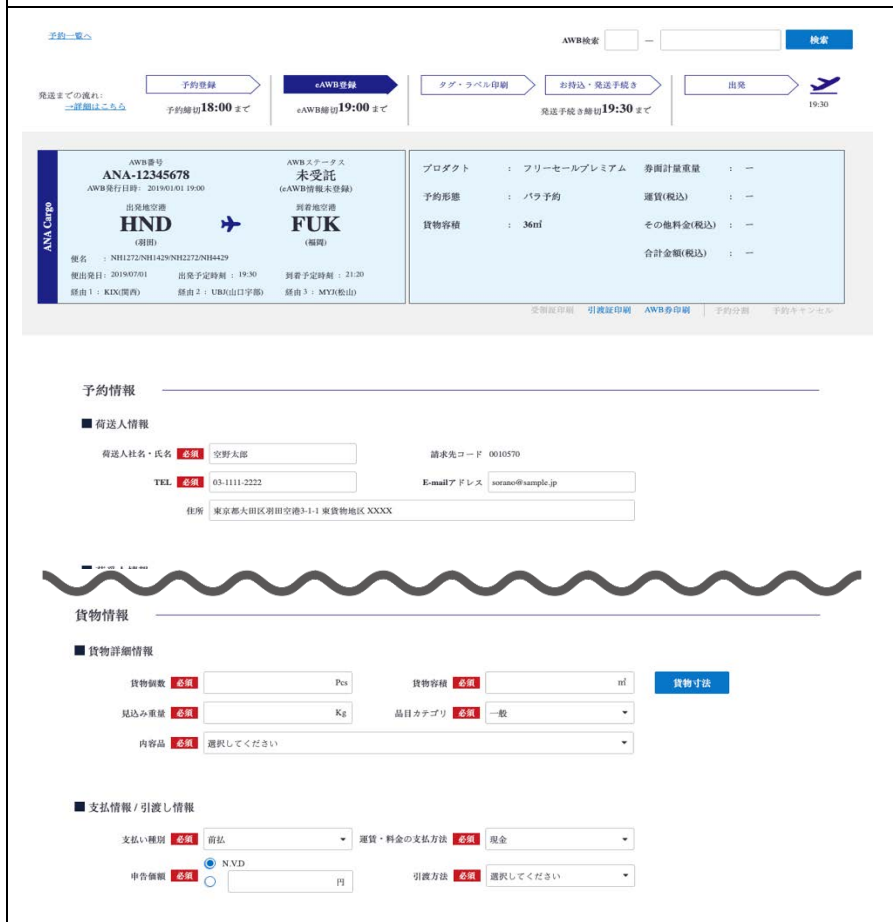 予約一覧へ
AWB検索 － 検索
発送までの流れ:
→詳細はこちら
予約登録
予約締切18:00 まで
eAWB登録
eAWB締切19:00 まで
タグ・ラベル印刷
お持込・発送手続き
発送手続き締切19:30 まで
出発
19:30
ANA Cargo
AWB番号
ANA-12345678
AWB発行日時: 2019/01/01 19:00
AWBステータス
未受託
(eAWB情報未登録)
出発地空港
HND
(羽田)
到着地空港
FUK
(福岡)
便名 : NH1272/NH1429/NH2272/NH4429
便出発日: 2019/07/01 出発予定時刻 : 19:30 到着予定時刻 : 21:20
経由 1 : KIX(関西) 経由 2 : UBJ(山口宇部) 経由 3 : MYJ(松山)
プロダクト : フリーセールプレミアム
予約形態 : バラ予約
貨物容積 : 36㎥
券面計量重量 : －
運賃(税込) : －
その他料金(税込) : －
合計金額(税込) : －
引渡証印刷 AWB券印刷 予約分割 予約キャンセル
予約情報
■ 荷送人情報
荷送人社名・氏名 必須 空野太郎 請求先コード 0010570
TEL 必須 03-1111-2222 E-mailアドレス sorano@sample.jp
住所 東京都大田区羽田空港3-1-1 東貨物地区 XXXX
貨物情報
■ 貨物詳細情報
貨物個数 必須 Pcs 貨物容積 必須 ㎥ 貨物寸法
見込み重量 必須 Kg 品目カテゴリ 必須 一般
内容品 必須 選択してください
■ 支払情報 / 引渡し情報
支払い種別 必須 前払 運賃・料金の支払方法 必須 現金
申告価額 必須 N.V.D
円 引渡方法 必須 選択してください